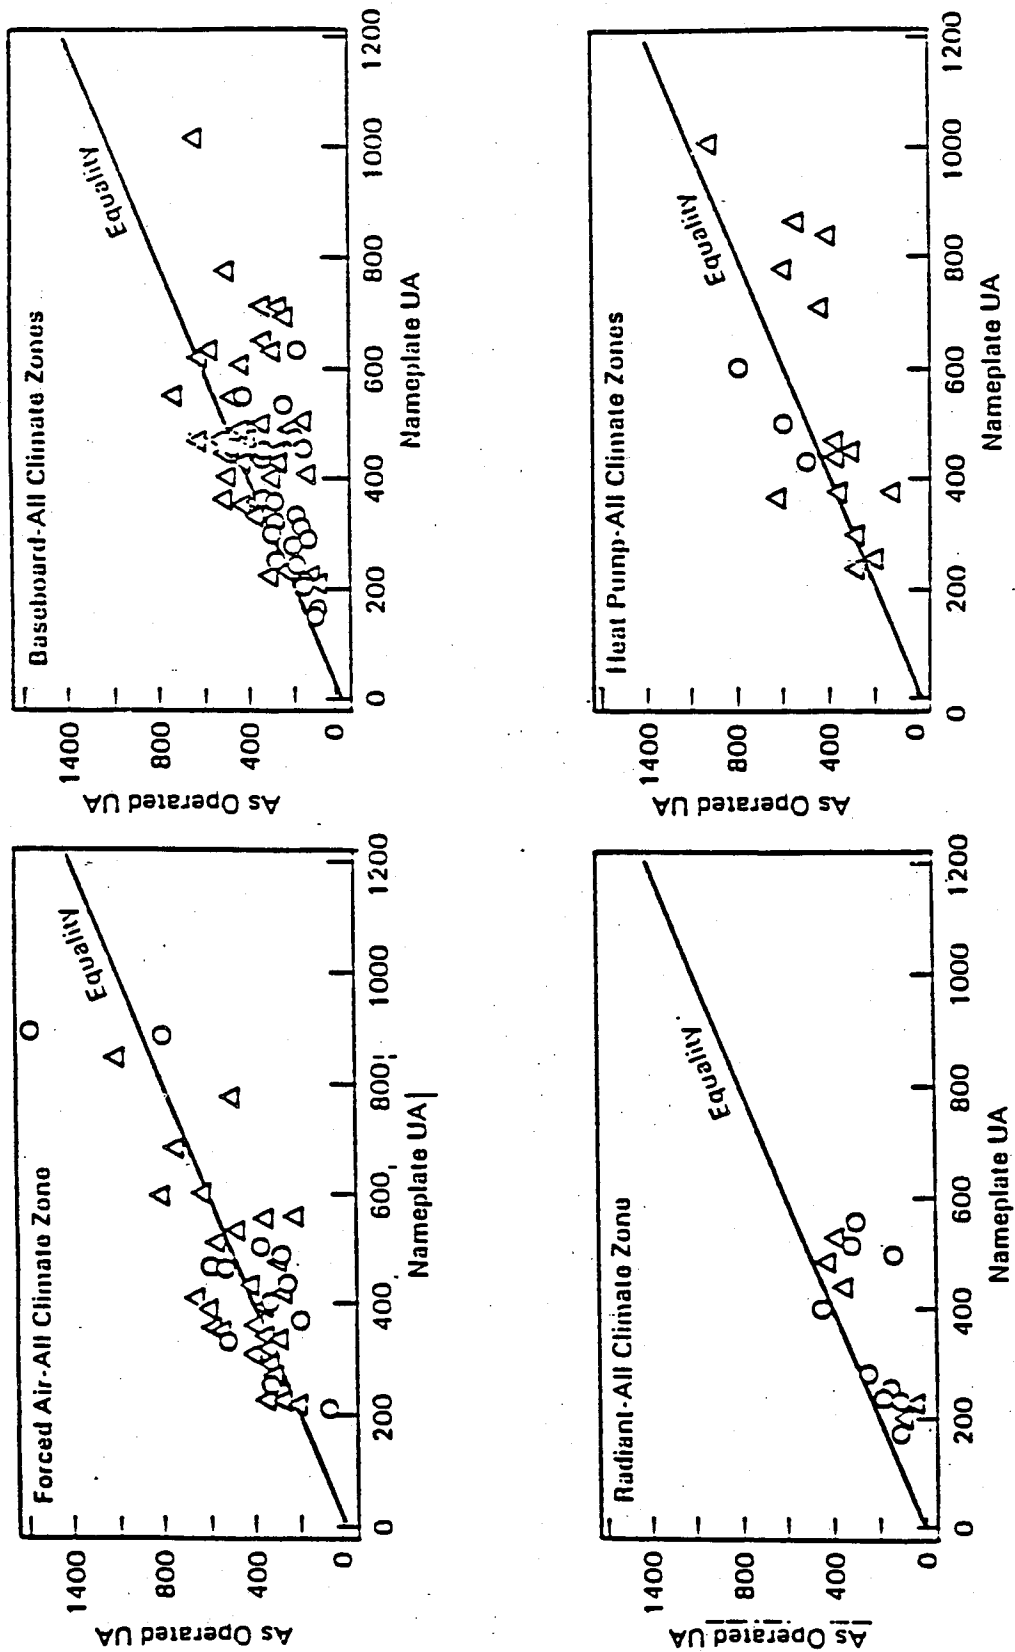 Forced Air-All Climate Zone
Equality
1400
800
400
0
As Operated UA
0
200
400
600
800
1000
1200
Nameplate UA
Baseboard-All Climate Zones
Equality
1400
800
400
0
As Operated UA
0
200
400
600
800
1000
1200
Nameplate UA
Radiant-All Climate Zone
Equality
1400
800
400
0
As Operated UA
0
200
400
600
800
1000
1200
Nameplate UA
Heat Pump-All Climate Zones
Equality
1400
800
400
0
As Operated UA
0
200
400
600
800
1000
1200
Nameplate UA